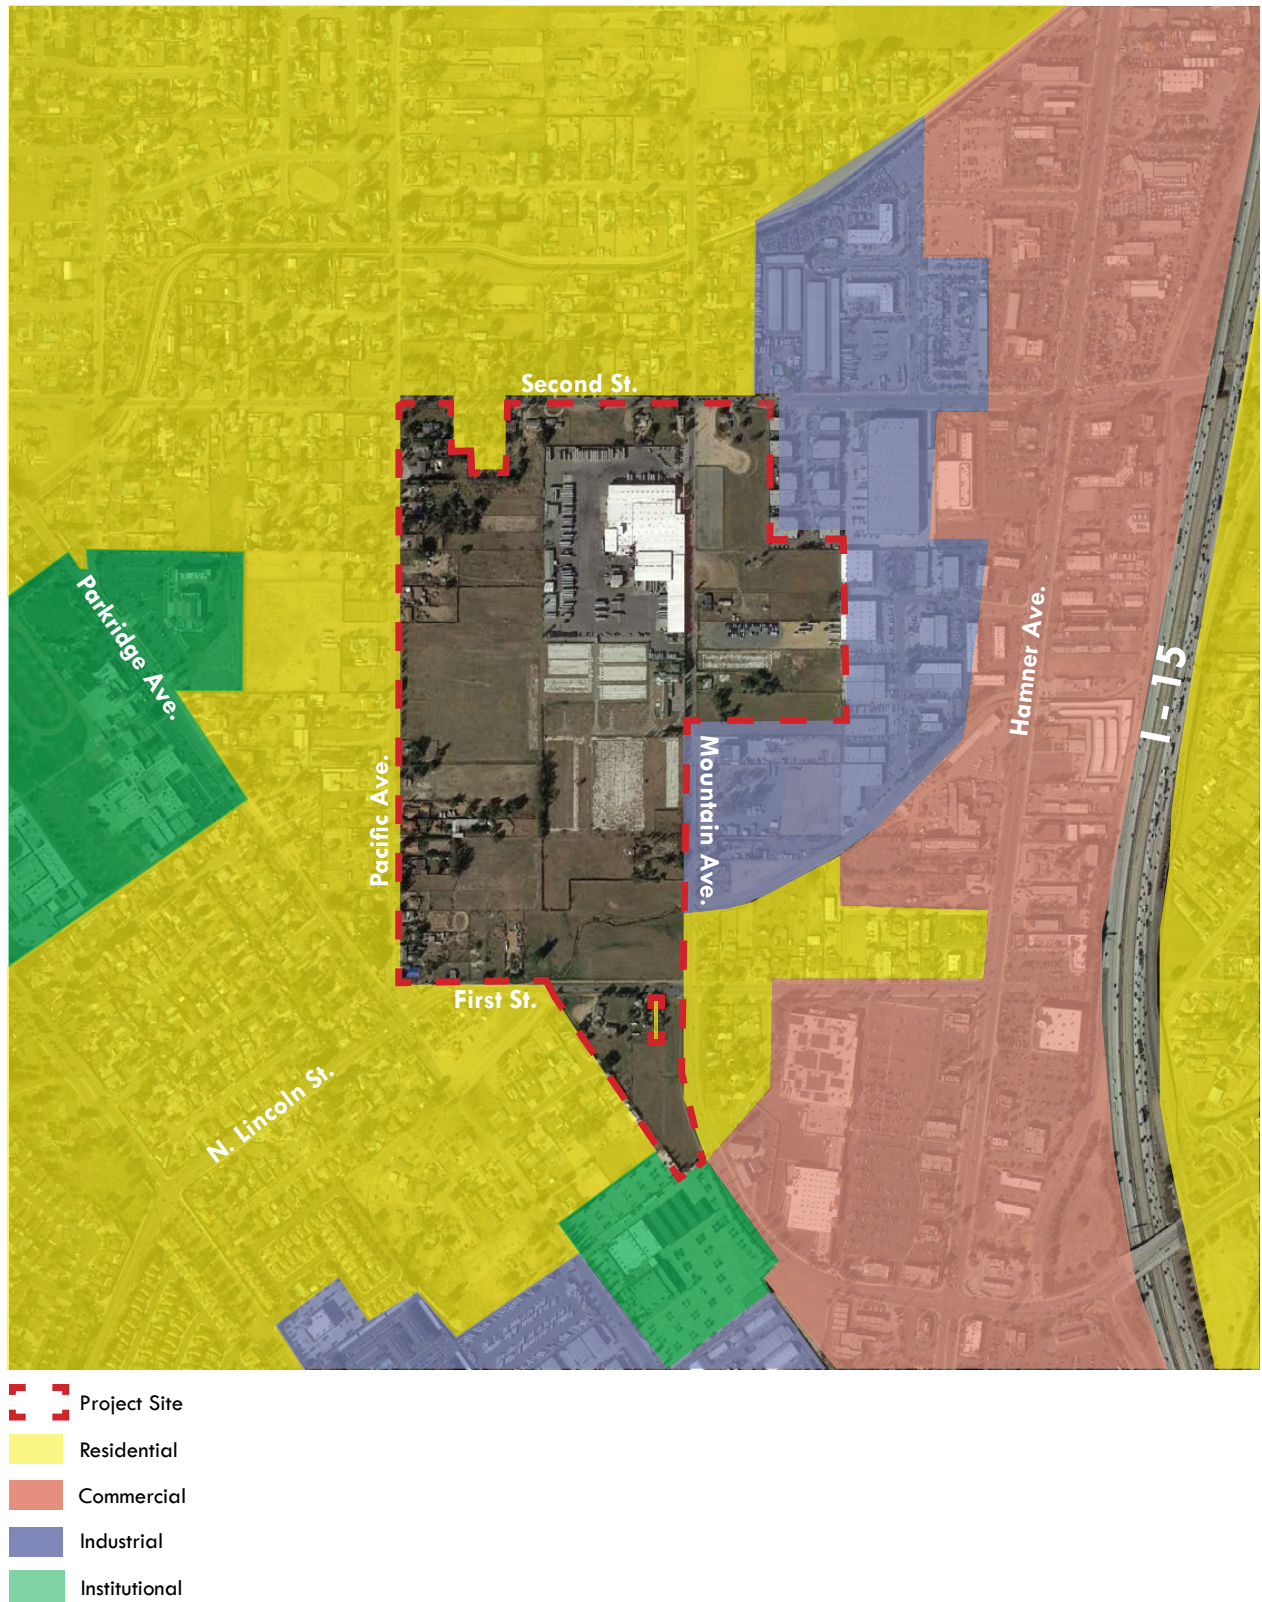 Second St.
Parkridge Ave.
Hamner Ave.
I - 15
Pacific Ave.
Mountain Ave.
First St.
N. Lincoln St.
Project Site
Residential
Commercial
Industrial
Institutional